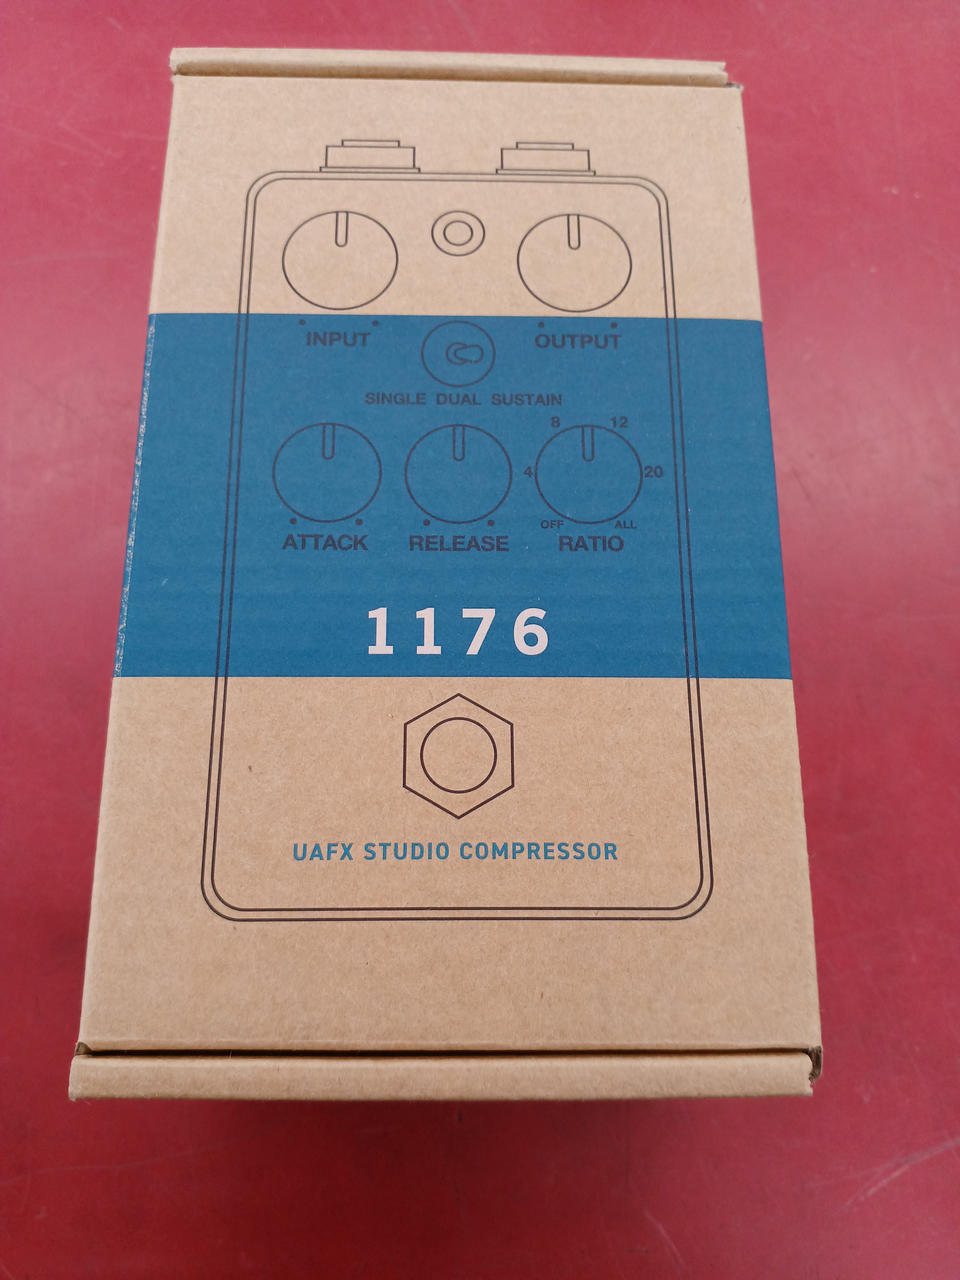 INPUT OUTPUT
SINGLE DUAL SUSTAIN
8 12
4 20
OFF ALL
ATTACK RELEASE RATIO
1176
UAFX STUDIO COMPRESSOR